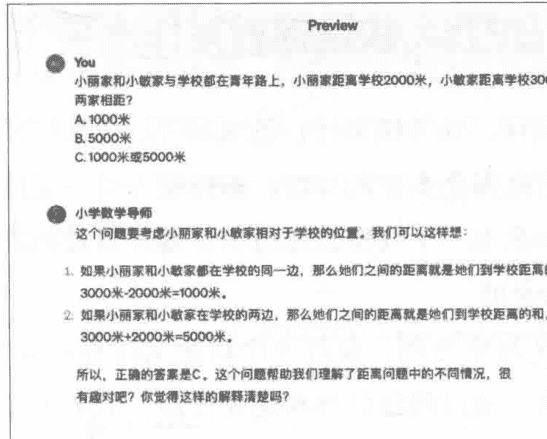 Preview
You
小丽家和小敏家与学校都在青年路上，小丽家距离学校2000米，小敏家距离学校300
两家相距？
A. 1000米
B. 5000米
C. 1000米或5000米
小学数学导师
这个问题要考虑小丽家和小敏家相对于学校的位置。我们可以这样想：
1. 如果小丽家和小敏家都在学校的同一边，那么她们之间的距离就是她们到学校距离的
3000米-2000米=1000米。
2. 如果小丽家和小敏家在学校的两边，那么她们之间的距离就是她们到学校距离的和，
3000米+2000米=5000米。
所以，正确的答案是C。这个问题帮助我们理解了距离问题中的不同情况，很
有趣对吧？你觉得这样的解释清楚吗？